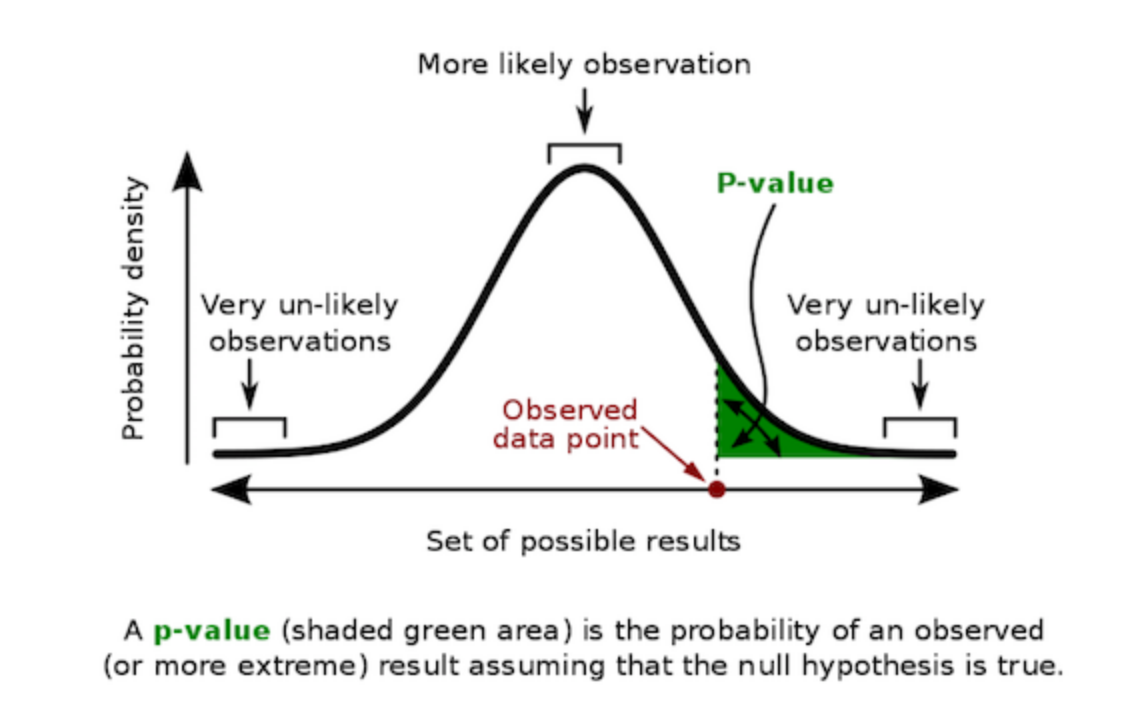 More likely observation
P-value
Probability density
Very un-likely
observations
Very un-likely
observations
Observed
data point
Set of possible results
A p-value (shaded green area) is the probability of an observed
(or more extreme) result assuming that the null hypothesis is true.